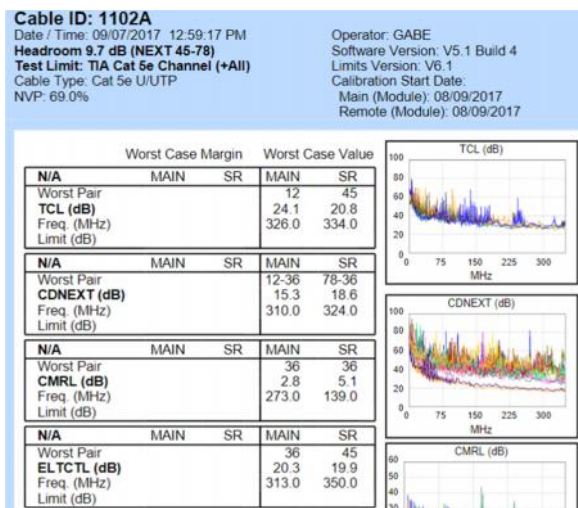 Cable ID: 1102A
Date / Time: 09/07/2017 12:59:17 PM
Headroom 9.7 dB (NEXT 45-78)
Test Limit: TIA Cat 5e Channel (+All)
Cable Type: Cat 5e U/UTP
NVP: 69.0%
Operator: GABE
Software Version: V5.1 Build 4
Limits Version: V6.1
Calibration Start Date:
Main (Module): 08/09/2017
Remote (Module): 08/09/2017
Worst Case Margin Worst Case Value
N/A MAIN SR MAIN SR
Worst Pair 12 45
TCL (dB) 24.1 20.8
Freq. (MHz) 326.0 334.0
Limit (dB)
TCL (dB)
100
80
60
40
20
0
0 75 150 225 300
MHz
N/A MAIN SR MAIN SR
Worst Pair 12-36 78-36
CDNEXT (dB) 15.3 18.6
Freq. (MHz) 310.0 324.0
Limit (dB)
CDNEXT (dB)
100
80
60
40
20
0
0 75 150 225 300
MHz
N/A MAIN SR MAIN SR
Worst Pair 36 36
CMRL (dB) 2.8 5.1
Freq. (MHz) 273.0 139.0
Limit (dB)
N/A MAIN SR MAIN SR
Worst Pair 36 45
ELTCTL (dB) 20.3 19.9
Freq. (MHz) 313.0 350.0
Limit (dB)
CMRL (dB)
60
50
40
30